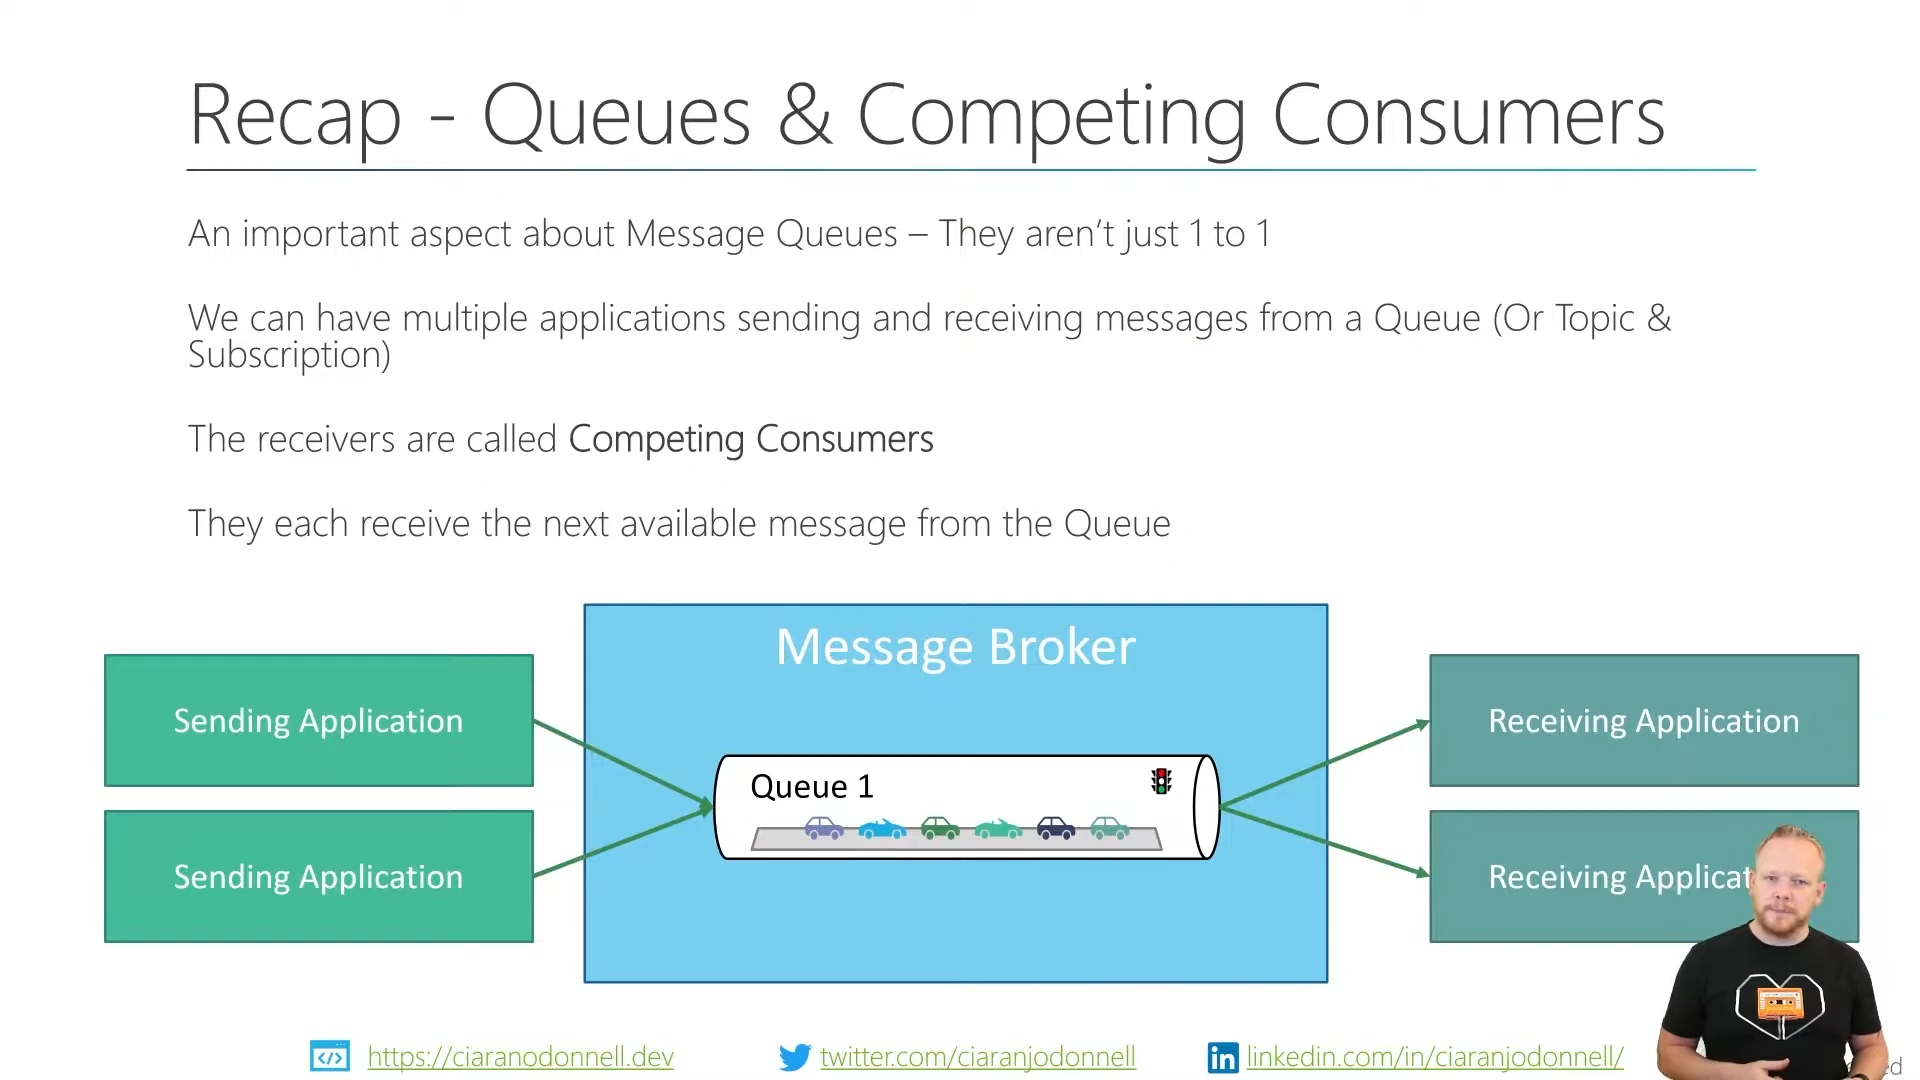 Recap - Queues & Competing Consumers
An important aspect about Message Queues – They aren't just 1 to 1
We can have multiple applications sending and receiving messages from a Queue (Or Topic &
Subscription)
The receivers are called Competing Consumers
They each receive the next available message from the Queue
Message Broker
Sending Application
Receiving Application
Queue 1
Sending Application
Receiving
https://ciaranodonnell.dev
twitter.com/ciaranjodonnell
linkedin.com/in/ciaranjodonnell/